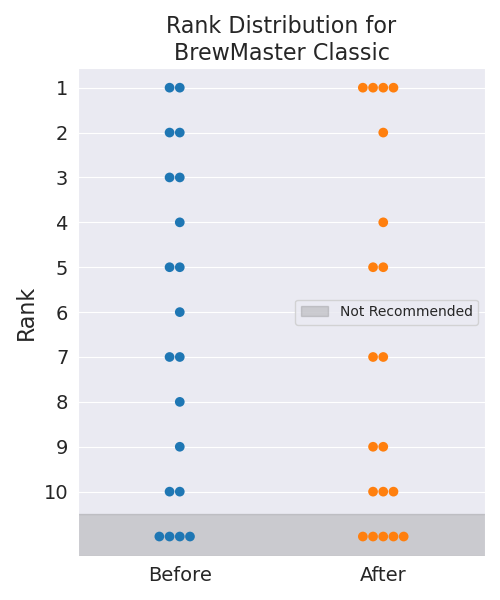 Rank Distribution for
BrewMaster Classic
Rank
1
2
3
4
5
6
7
8
9
10
Not Recommended
Before
After